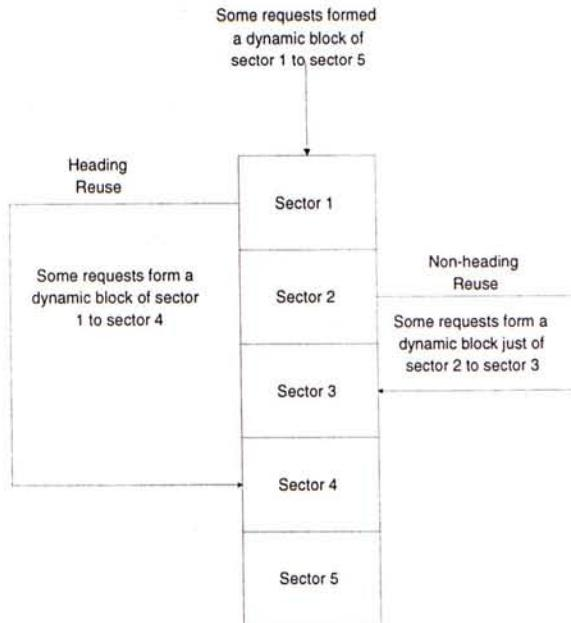 Some requests formed
a dynamic block of
sector 1 to sector 5
Heading
Reuse
Sector 1
Some requests form a
dynamic block of sector
1 to sector 4
Sector 2
Non-heading
Reuse
Some requests form a
dynamic block just of
sector 2 to sector 3
Sector 3
Sector 4
Sector 5